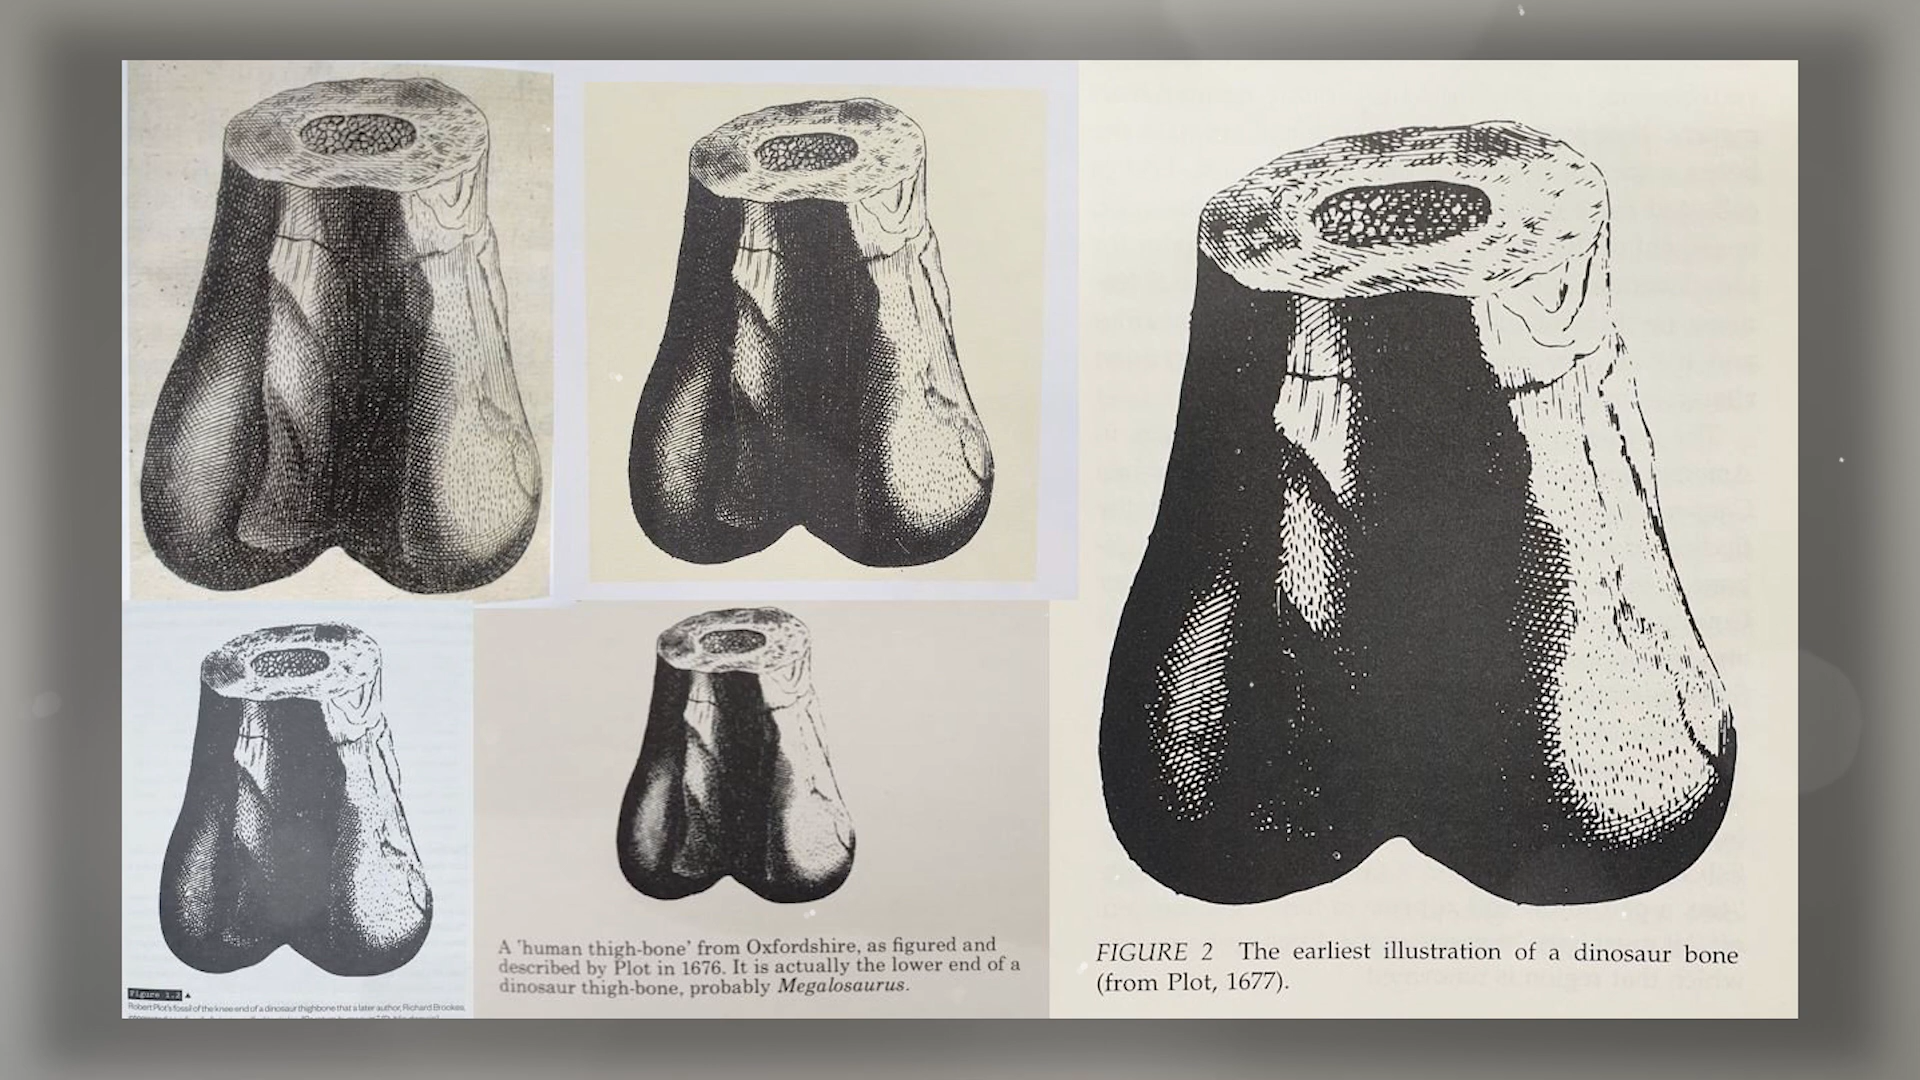 Figure 1.2 ▲
Robert Plot's fossil of the knee end of a dinosaur thighbone that a later author, Richard Brookes,
A 'human thigh-bone' from Oxfordshire, as figured and
described by Plot in 1676. It is actually the lower end of a
dinosaur thigh-bone, probably Megalosaurus.
FIGURE 2 The earliest illustration of a dinosaur bone
(from Plot, 1677).